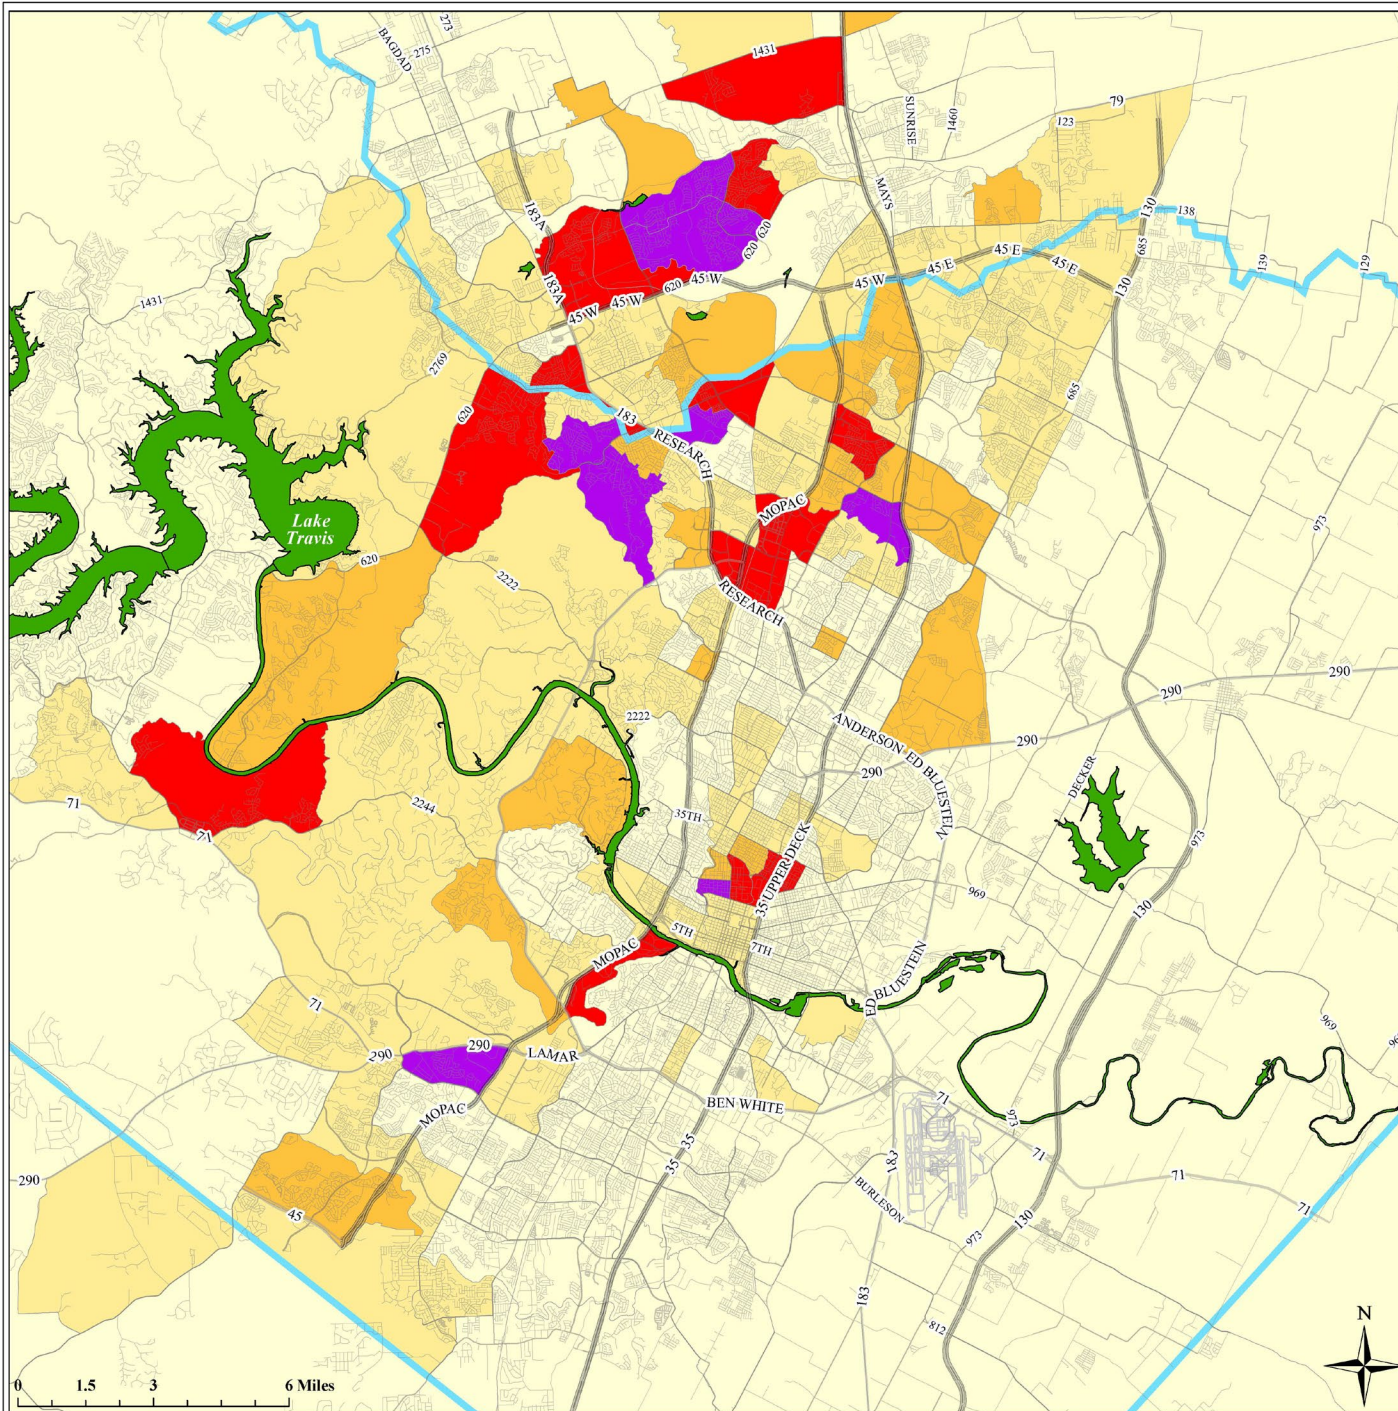 273
BAGDAD
275
1431
SUNRISE
1460
79
123
MAYS
183A
130
138
620
620
685
45 E
45 E
45 E
139
129
183A
45 W
620
45 W
45 W
45 W
45 W
130
1431
2769
685
620
183
RESEARCH
MOPAC
973
Lake
Travis
620
2222
RESEARCH
290
290
2222
ANDERSON
ED BLUESTEIN
290
290
DECKER
71
71
2244
35TH
UPPER DECK
35
973
969
130
5TH
7TH
MOPAC
ED BLUESTEIN
71
969
290
290
LAMAR
BEN WHITE
71
973
MOPAC
35
35
71
71
71
183
290
45
BURLESON
130
973
183
812
N
0 1.5 3 6 Miles